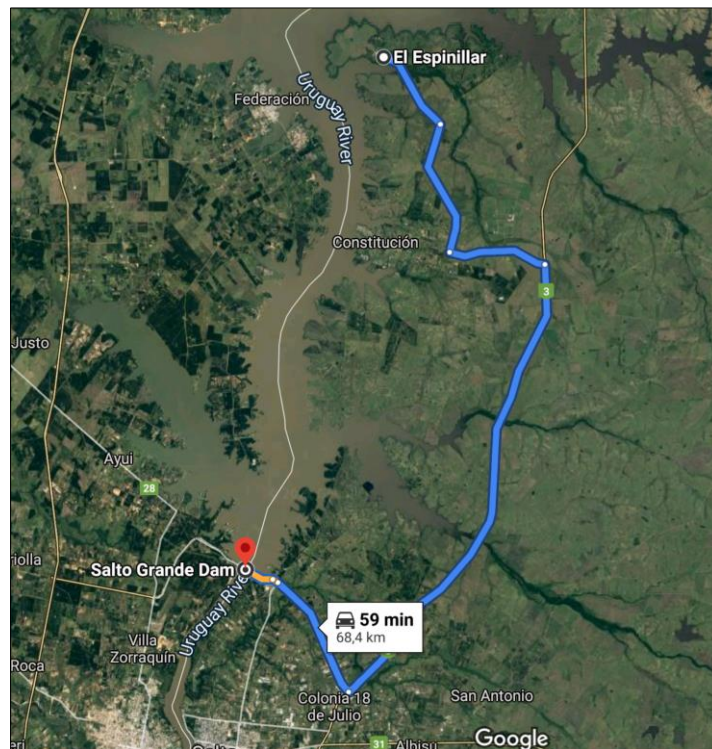 El Espinillar
Federación
Uruguay River
Constitución
3
Justo
Ayui
28
riolla
Salto Grande Dam
Uruguay Rive
59 min
68,4 km
Villa
Zorraquín
Roca
Colonia 18
de Julio
San Antonio
31
Albisu
Google